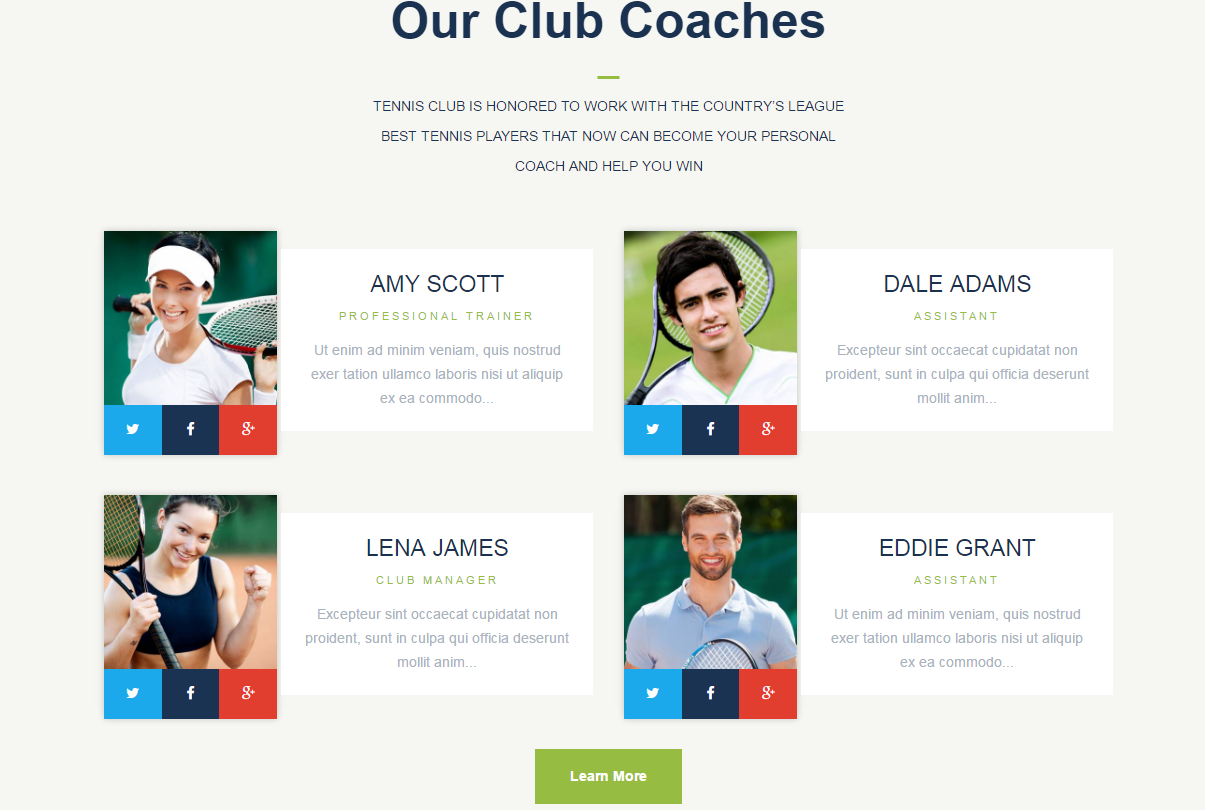 Our Club Coaches
TENNIS CLUB IS HONORED TO WORK WITH THE COUNTRY'S LEAGUE
BEST TENNIS PLAYERS THAT NOW CAN BECOME YOUR PERSONAL
COACH AND HELP YOU WIN
AMY SCOTT
PROFESSIONAL TRAINER
Ut enim ad minim veniam, quis nostrud
exer tation ullamco laboris nisi ut aliquip
ex ea commodo...
DALE ADAMS
ASSISTANT
Excepteur sint occaecat cupidatat non
proident, sunt in culpa qui officia deserunt
mollit anim...
LENA JAMES
CLUB MANAGER
Excepteur sint occaecat cupidatat non
proident, sunt in culpa qui officia deserunt
mollit anim...
EDDIE GRANT
ASSISTANT
Ut enim ad minim veniam, quis nostrud
exer tation ullamco laboris nisi ut aliquip
ex ea commodo...
Learn More